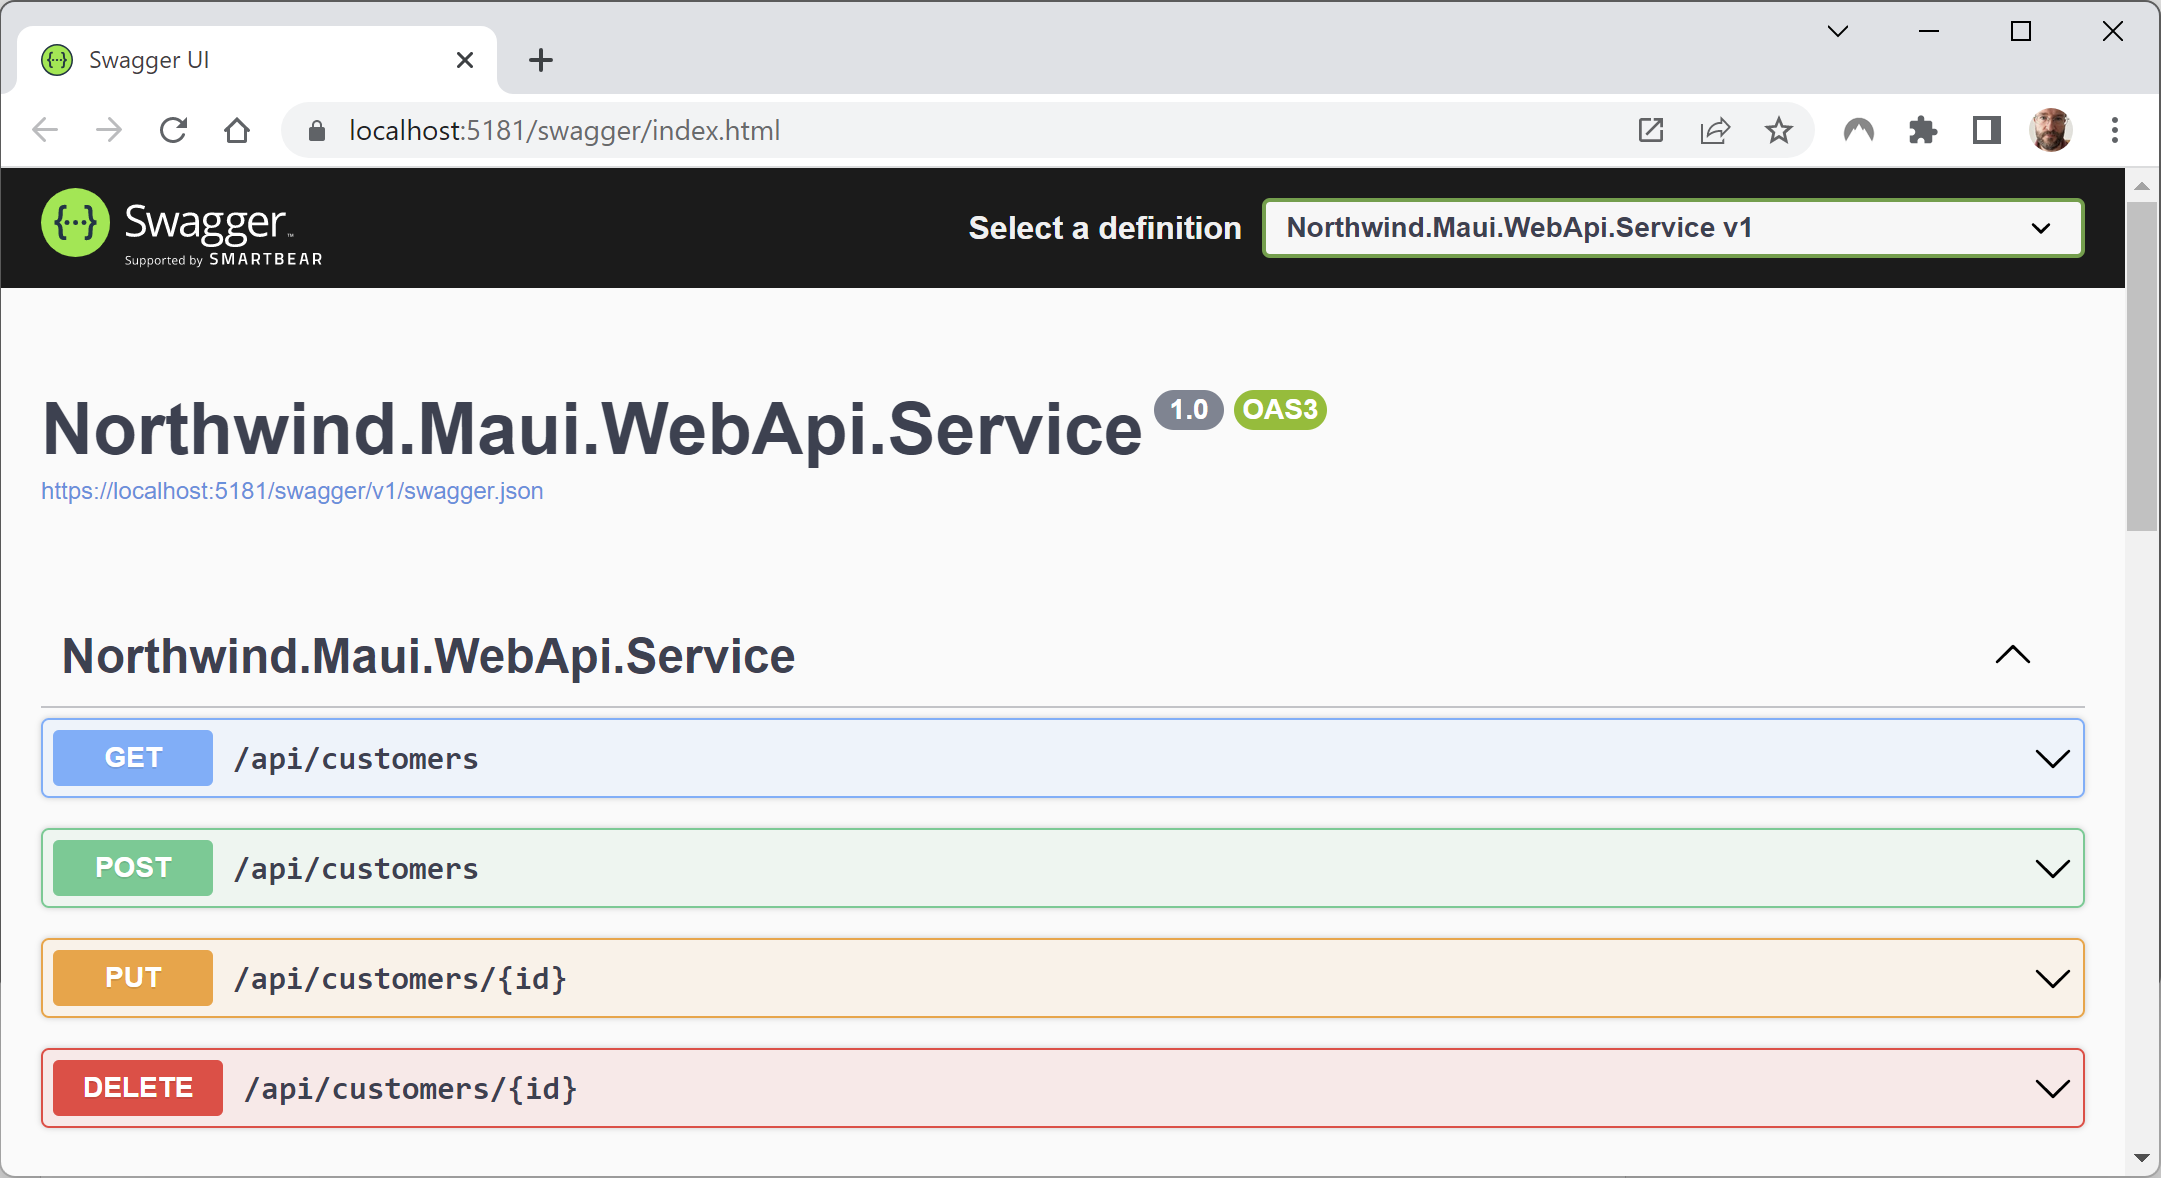 Swagger UI
localhost:5181/swagger/index.html
{···} Swagger™
Supported by SMARTBEAR
Select a definition
Northwind.Maui.WebApi.Service v1
Northwind.Maui.WebApi.Service 1.0 OAS3
https://localhost:5181/swagger/v1/swagger.json
Northwind.Maui.WebApi.Service
GET /api/customers
POST /api/customers
PUT /api/customers/{id}
DELETE /api/customers/{id}